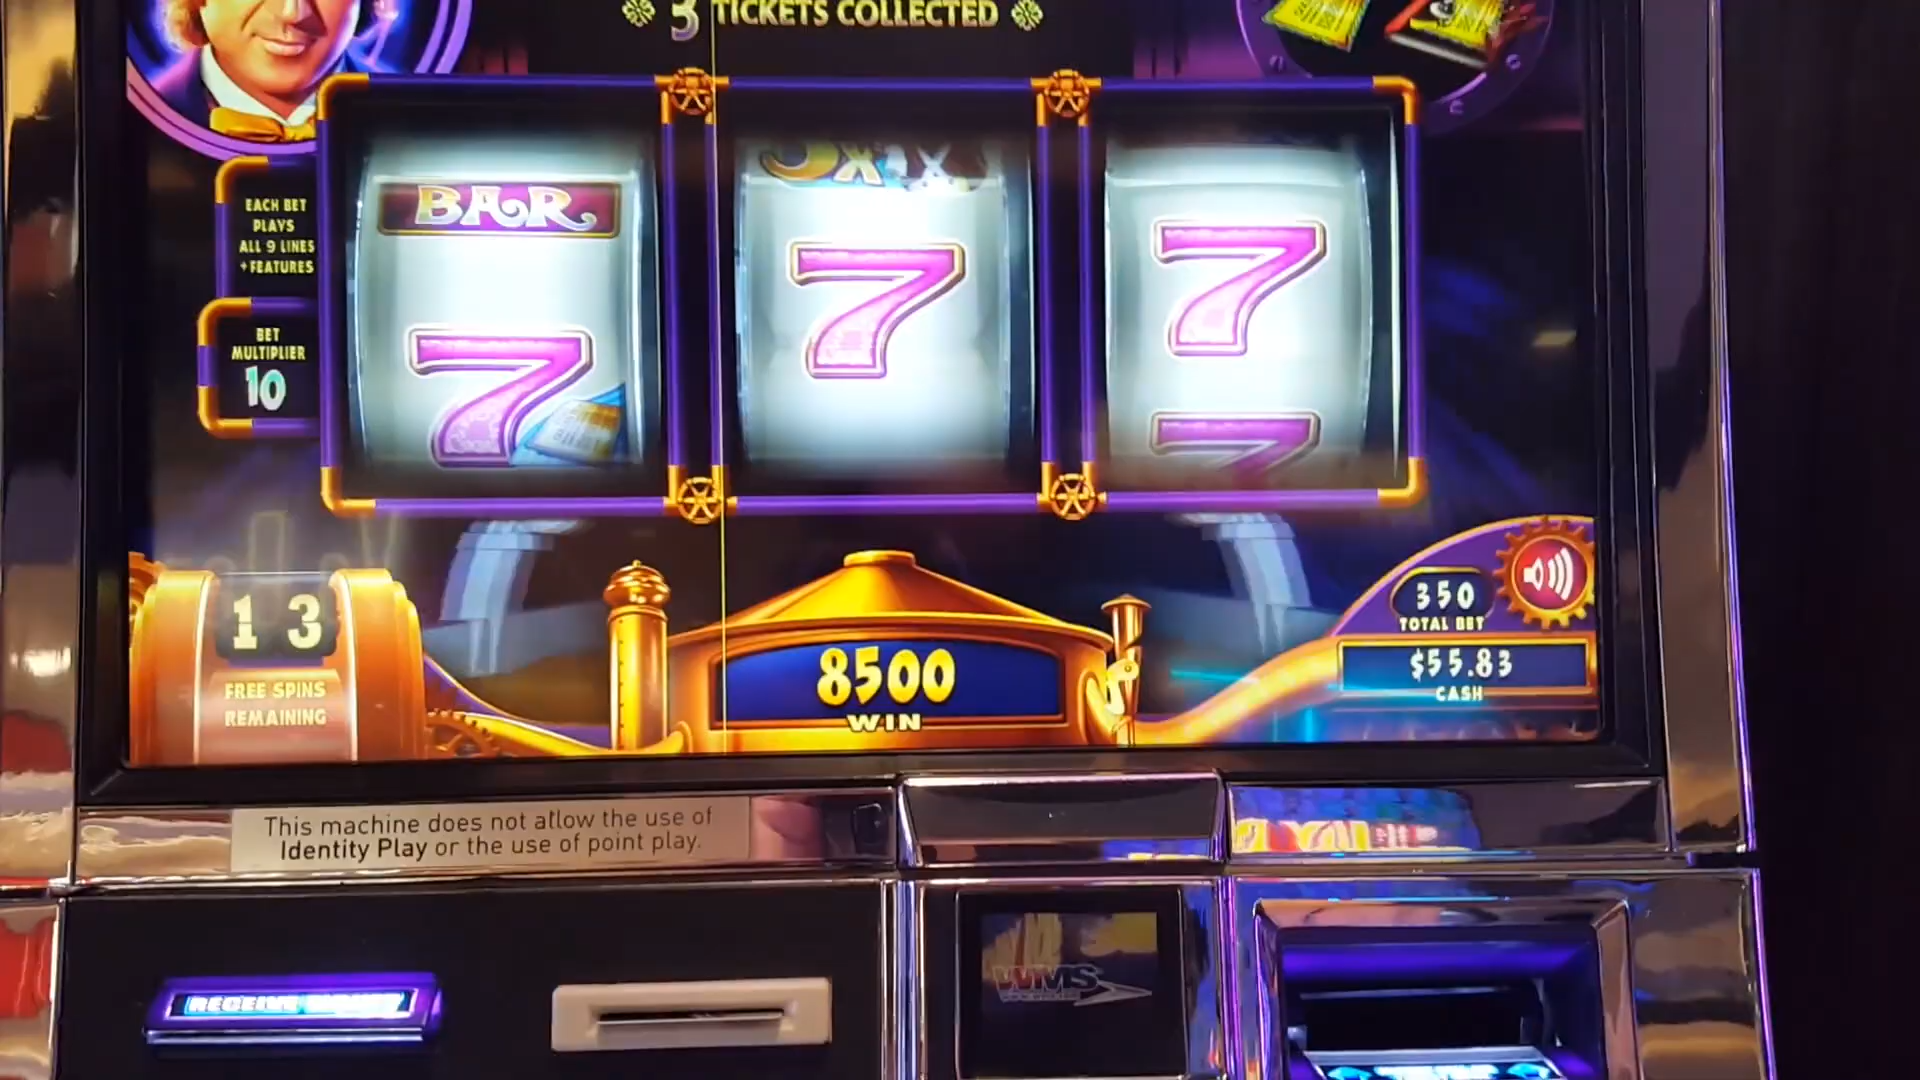 3 TICKETS COLLECTED
BAR
7
7
7
7
EACH BET
PLAYS
ALL 9 LINES
+FEATURES
BET
MULTIPLIER
10
13
FREE SPINS
REMAINING
8500
WIN
350
TOTAL BET
$55.83
CASH
This machine does not allow the use of
Identity Play or the use of point play.
RECEIVE
WMS